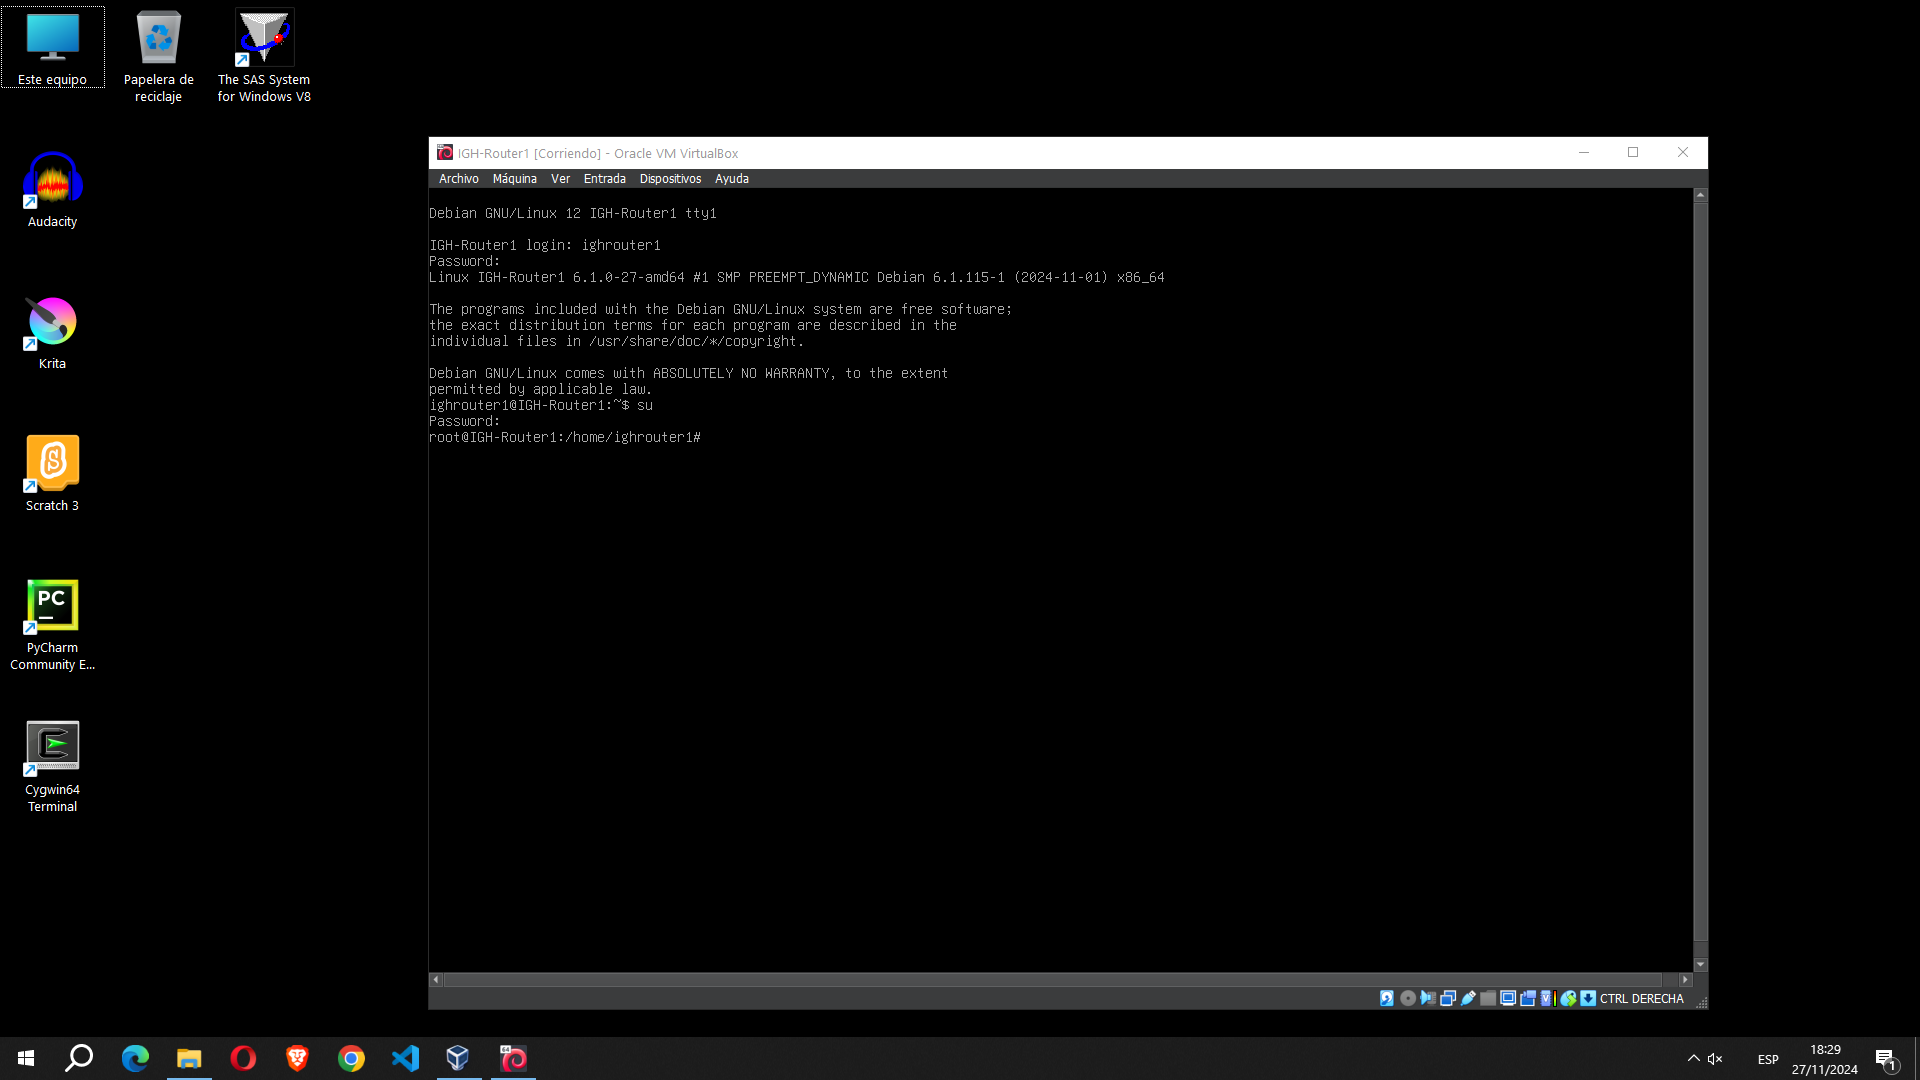 Este equipo
Papelera de
reciclaje
The SAS System
for Windows V8
Audacity
Krita
Scratch 3
PC
PyCharm
Community E...
Cygwin64
Terminal
IGH-Router1 [Corriendo] - Oracle VM VirtualBox
Archivo Máquina Ver Entrada Dispositivos Ayuda
Debian GNU/Linux 12 IGH-Router1 tty1
IGH-Router1 login: ighrouter1
Password:
Linux IGH-Router1 6.1.0-27-amd64 #1 SMP PREEMPT_DYNAMIC Debian 6.1.115-1 (2024-11-01) x86_64
The programs included with the Debian GNU/Linux system are free software;
the exact distribution terms for each program are described in the
individual files in /usr/share/doc/*/copyright.
Debian GNU/Linux comes with ABSOLUTELY NO WARRANTY, to the extent
permitted by applicable law.
ighrouter1@IGH-Router1:~$ su
Password:
root@IGH-Router1:/home/ighrouter1#
CTRL DERECHA
ESP
18:29
27/11/2024
1